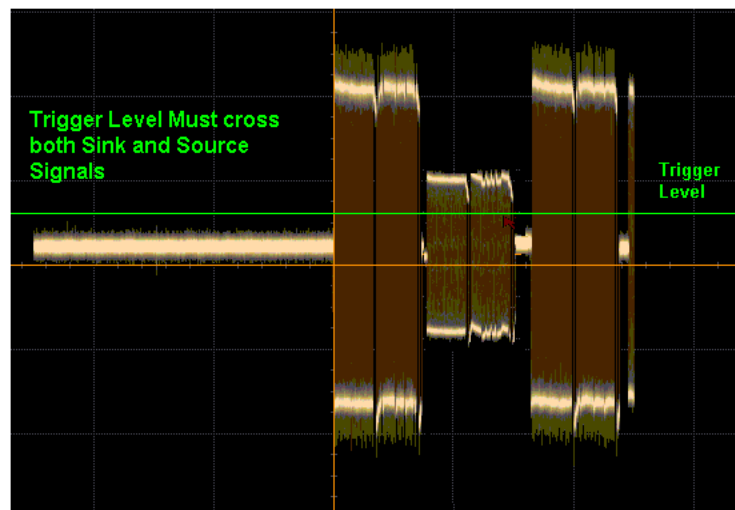 Trigger Level Must cross
both Sink and Source
Signals
Trigger
Level